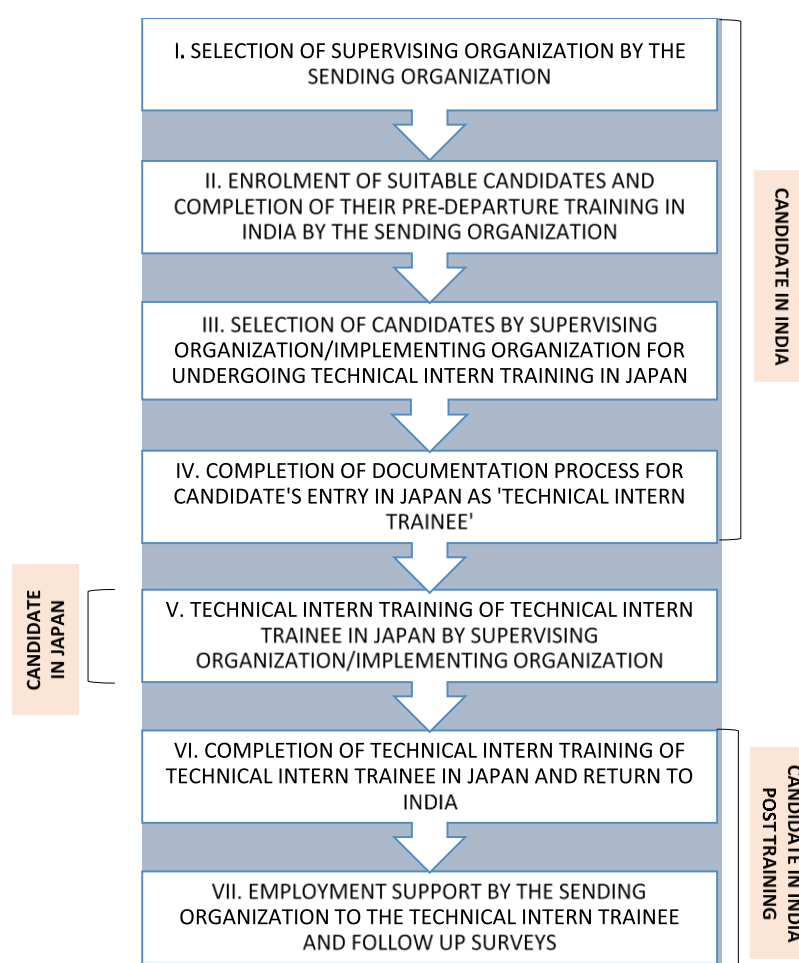 I. SELECTION OF SUPERVISING ORGANIZATION BY THE
SENDING ORGANIZATION
II. ENROLMENT OF SUITABLE CANDIDATES AND
COMPLETION OF THEIR PRE-DEPARTURE TRAINING IN
INDIA BY THE SENDING ORGANIZATION
III. SELECTION OF CANDIDATES BY SUPERVISING
ORGANIZATION/IMPLEMENTING ORGANIZATION FOR
UNDERGOING TECHNICAL INTERN TRAINING IN JAPAN
IV. COMPLETION OF DOCUMENTATION PROCESS FOR
CANDIDATE'S ENTRY IN JAPAN AS 'TECHNICAL INTERN
TRAINEE'
CANDIDATE IN INDIA
V. TECHNICAL INTERN TRAINING OF TECHNICAL INTERN
TRAINEE IN JAPAN BY SUPERVISING
ORGANIZATION/IMPLEMENTING ORGANIZATION
CANDIDATE
IN JAPAN
VI. COMPLETION OF TECHNICAL INTERN TRAINING OF
TECHNICAL INTERN TRAINEE IN JAPAN AND RETURN TO
INDIA
VII. EMPLOYMENT SUPPORT BY THE SENDING
ORGANIZATION TO THE TECHNICAL INTERN TRAINEE
AND FOLLOW UP SURVEYS
CANDIDATE IN INDIA
POST TRAINING